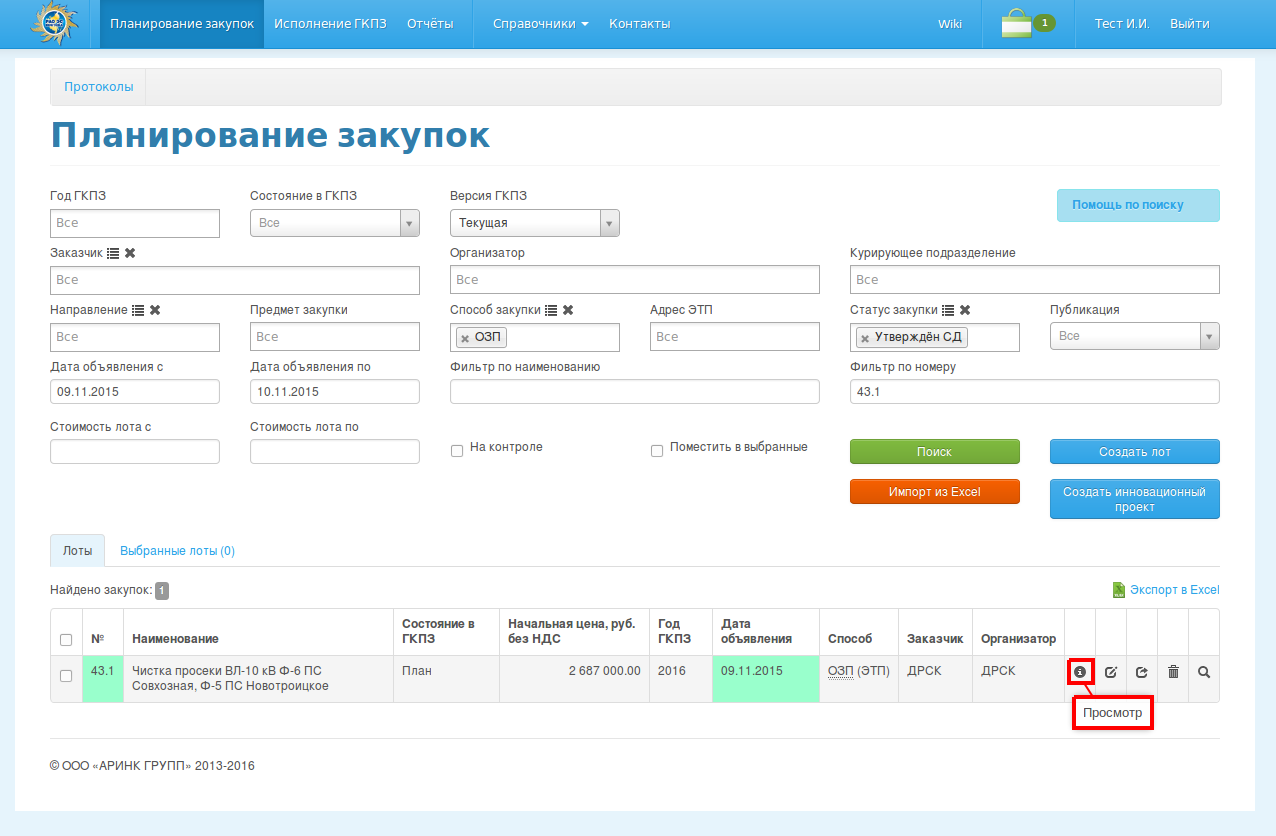 Планирование закупок Исполнение ГКПЗ Отчёты Справочники Контакты Wiki 1 Тест И.И. Выйти
Протоколы
Планирование закупок
Год ГКПЗ Состояние в ГКПЗ Версия ГКПЗ
Все Все Текущая Помощь по поиску
Заказчик Организатор Курирующее подразделение
Все Все Все
Направление Предмет закупки Способ закупки Адрес ЭТП Статус закупки Публикация
Все Все ОЗП Все Утверждён СД Все
Дата объявления с Дата объявления по Фильтр по наименованию Фильтр по номеру
09.11.2015 10.11.2015 43.1
Стоимость лота с Стоимость лота по
На контроле Поместить в выбранные Поиск Создать лот
Импорт из Excel Создать инновационный
проект
Лоты Выбранные лоты (0)
Найдено закупок: 1 Экспорт в Excel
№ Наименование Состояние в
ГКПЗ Начальная цена, руб.
без НДС Год
ГКПЗ Дата
объявления Способ Заказчик Организатор
43.1 Чистка просеки ВЛ-10 кВ Ф-6 ПС
Совхозная, Ф-5 ПС Новотроицкое План 2 687 000.00 2016 09.11.2015 ОЗП (ЭТП) ДРСК ДРСК
Просмотр
© ООО «АРИНК ГРУПП» 2013-2016